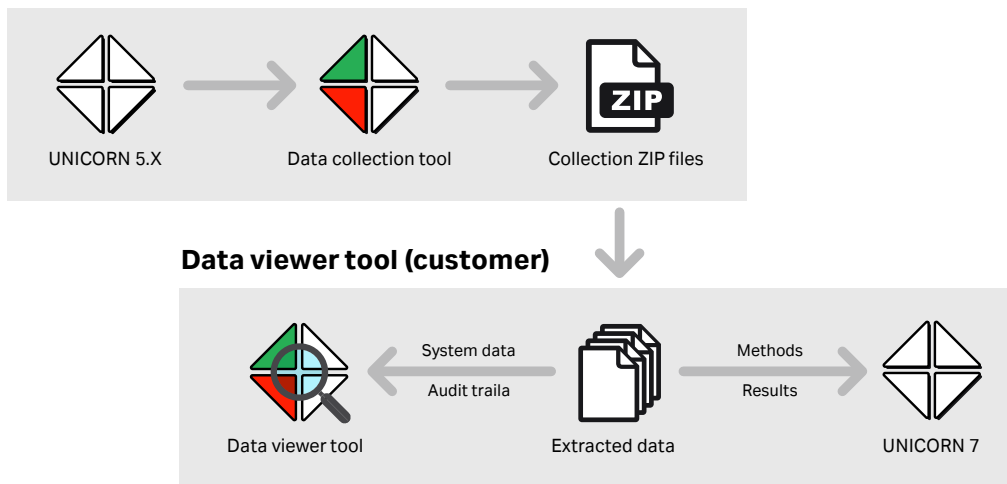 ZIP
UNICORN 5.X
Data collection tool
Collection ZIP files
Data viewer tool (customer)
System data
Audit traila
Methods
Results
Data viewer tool
Extracted data
UNICORN 7